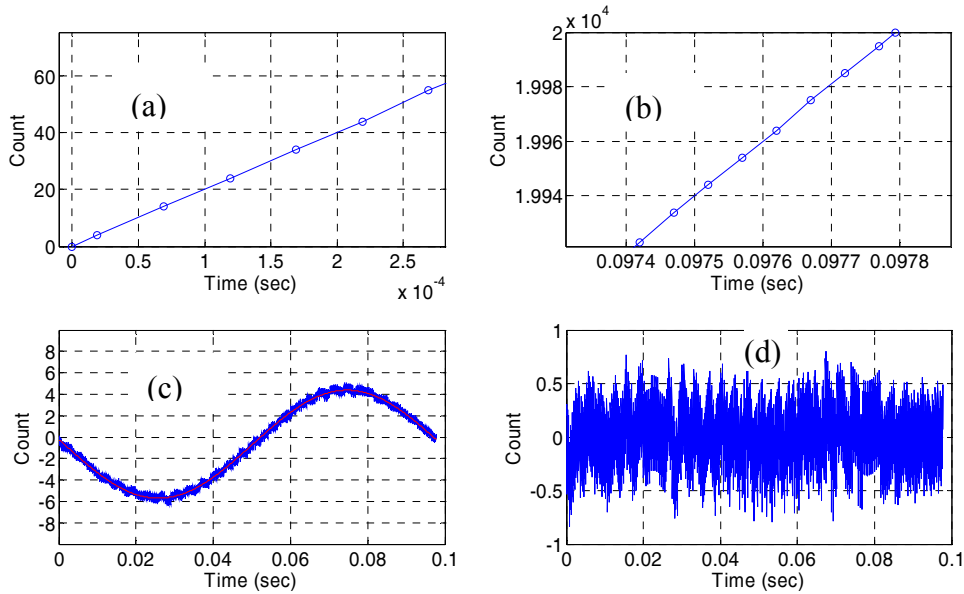 (a)
Count
60
40
20
0
0 0.5 1 1.5 2 2.5
Time (sec)
x 10⁻⁴
x 10⁴
(b)
Count
2
1.998
1.996
1.994
0.0974 0.0975 0.0976 0.0977 0.0978
Time (sec)
(c)
Count
8
6
4
2
0
-2
-4
-6
-8
0 0.02 0.04 0.06 0.08 0.1
Time (sec)
(d)
Count
1
0.5
0
-0.5
-1
0 0.02 0.04 0.06 0.08 0.1
Time (sec)